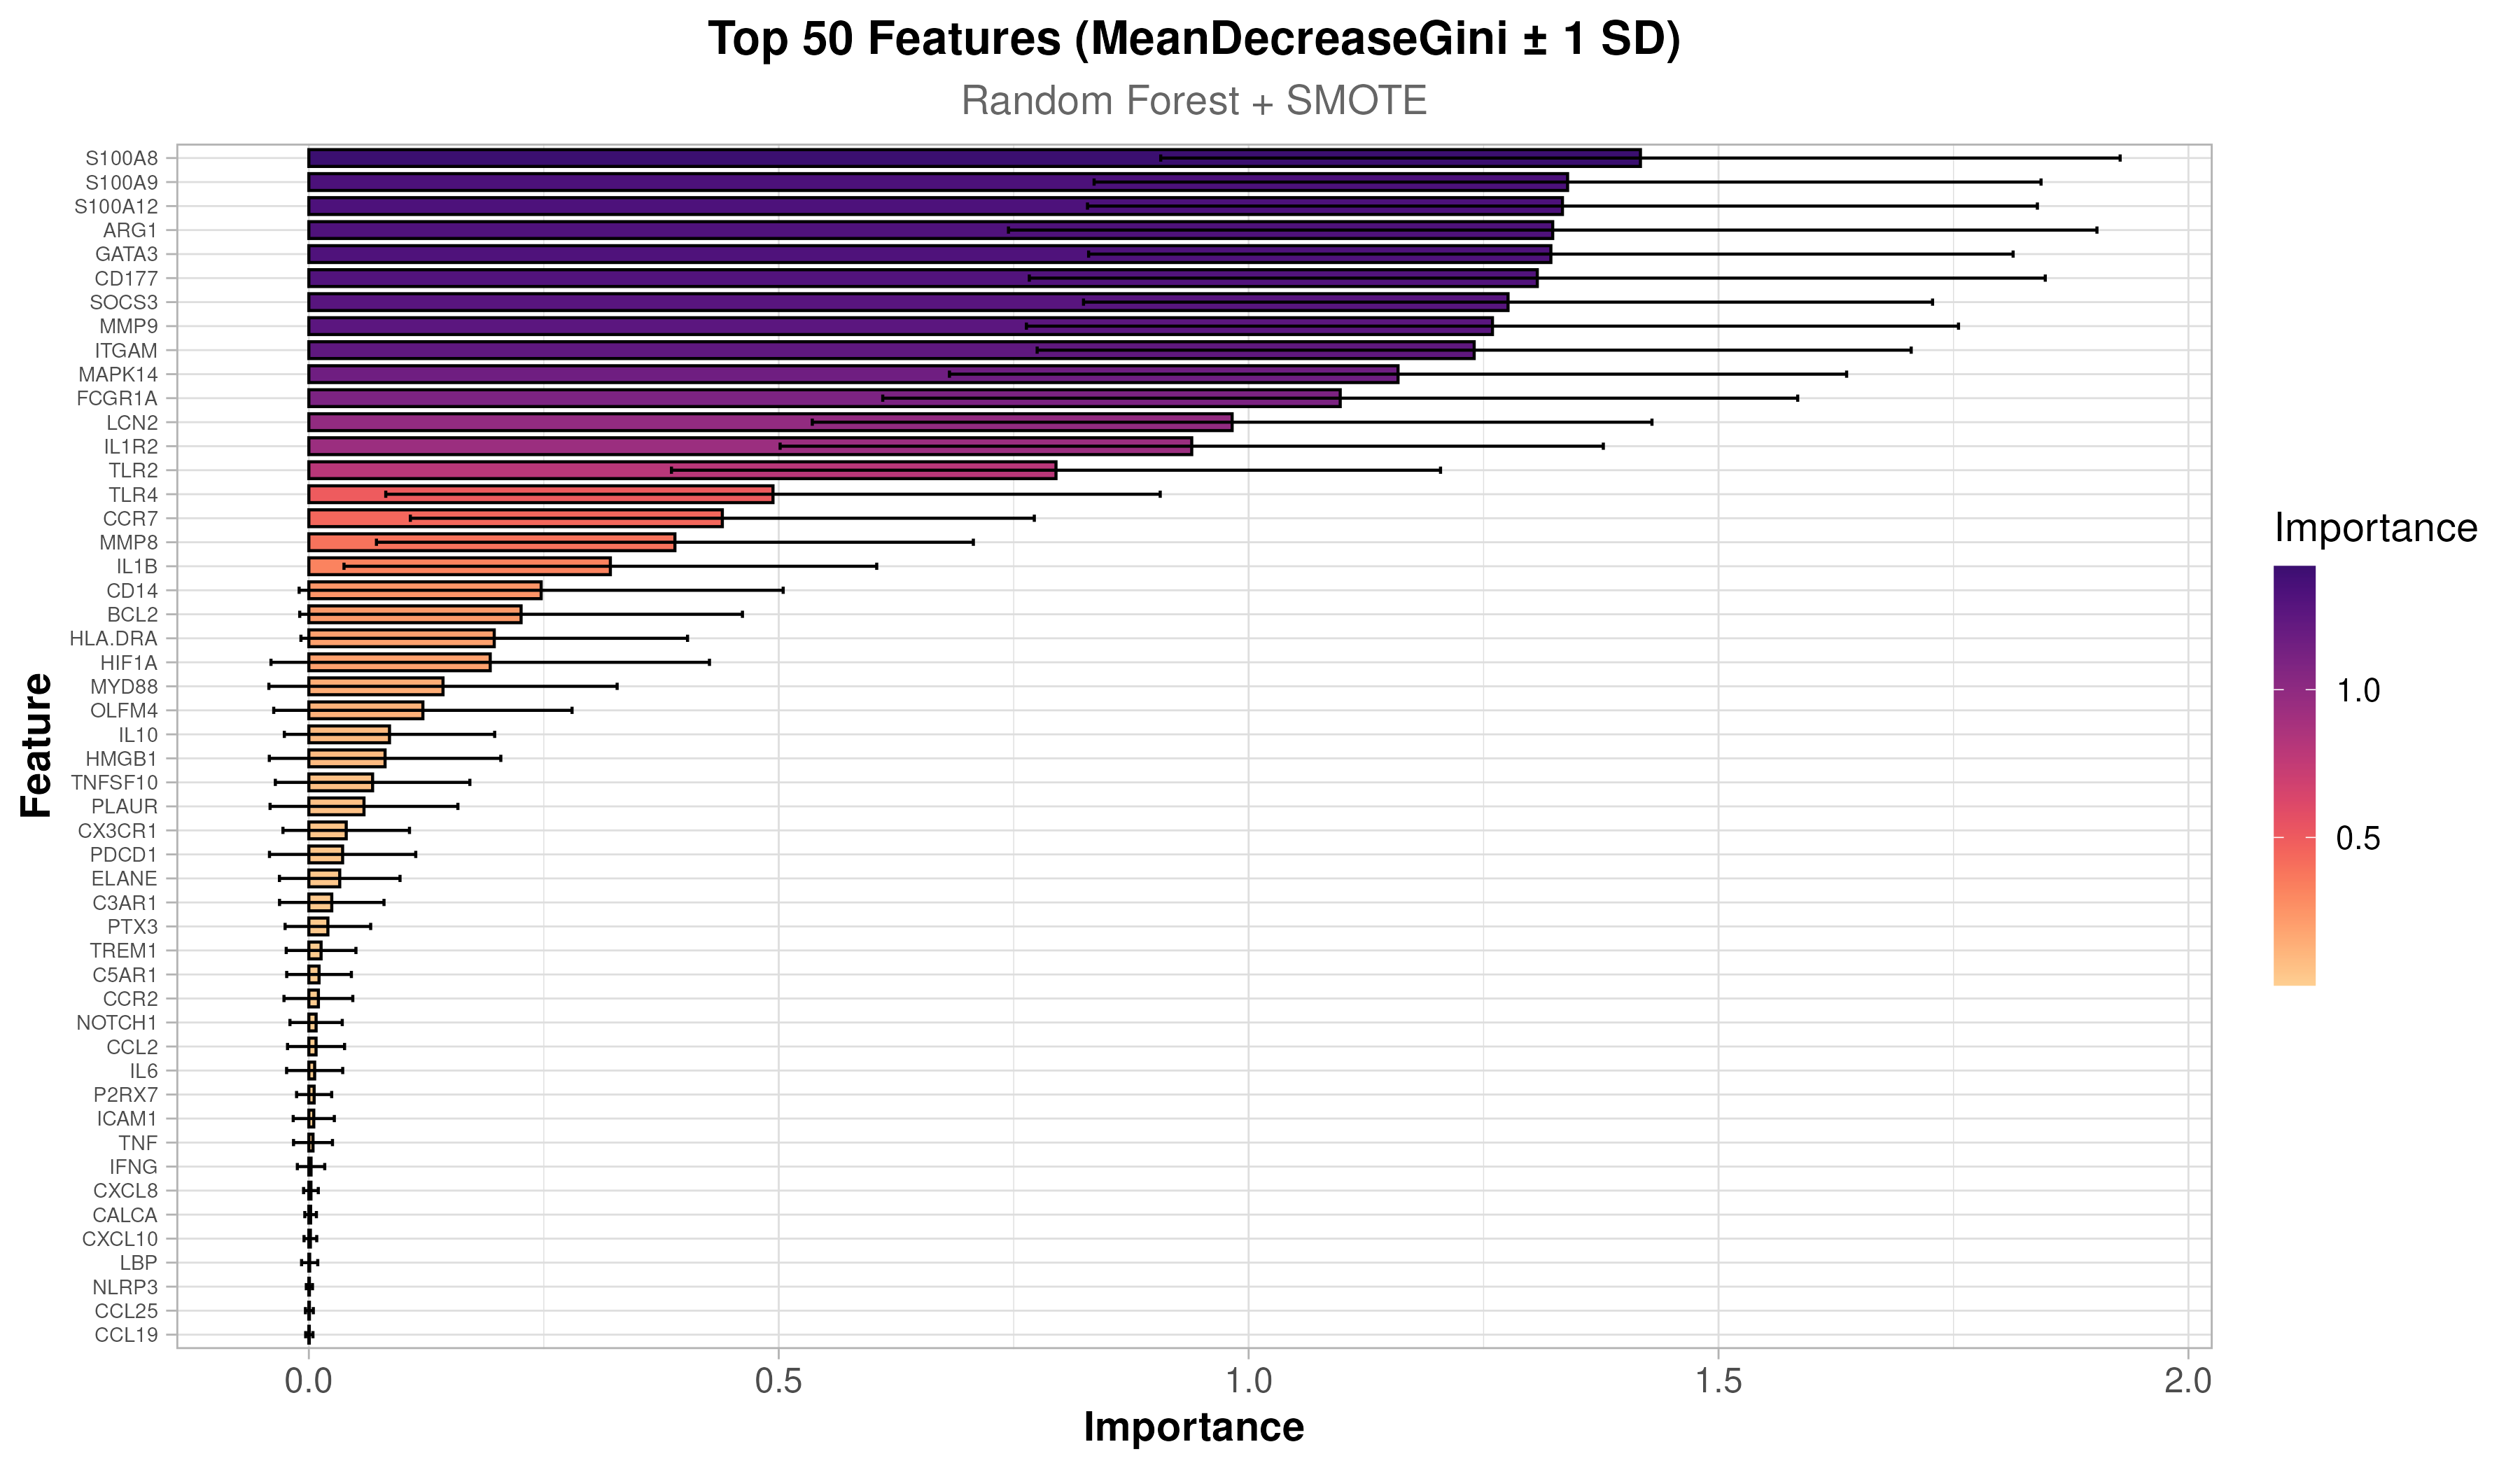 Top 50 Features (MeanDecreaseGini ± 1 SD)
Random Forest + SMOTE
S100A8
S100A9
S100A12
ARG1
GATA3
CD177
SOCS3
MMP9
ITGAM
MAPK14
FCGR1A
LCN2
IL1R2
TLR2
TLR4
CCR7
MMP8
IL1B
CD14
BCL2
HLA.DRA
HIF1A
MYD88
OLFM4
IL10
HMGB1
TNFSF10
PLAUR
CX3CR1
PDCD1
ELANE
C3AR1
PTX3
TREM1
C5AR1
CCR2
NOTCH1
CCL2
IL6
P2RX7
ICAM1
TNF
IFNG
CXCL8
CALCA
CXCL10
LBP
NLRP3
CCL25
CCL19
Feature
0.0 0.5 1.0 1.5 2.0
Importance
Importance
1.0
0.5